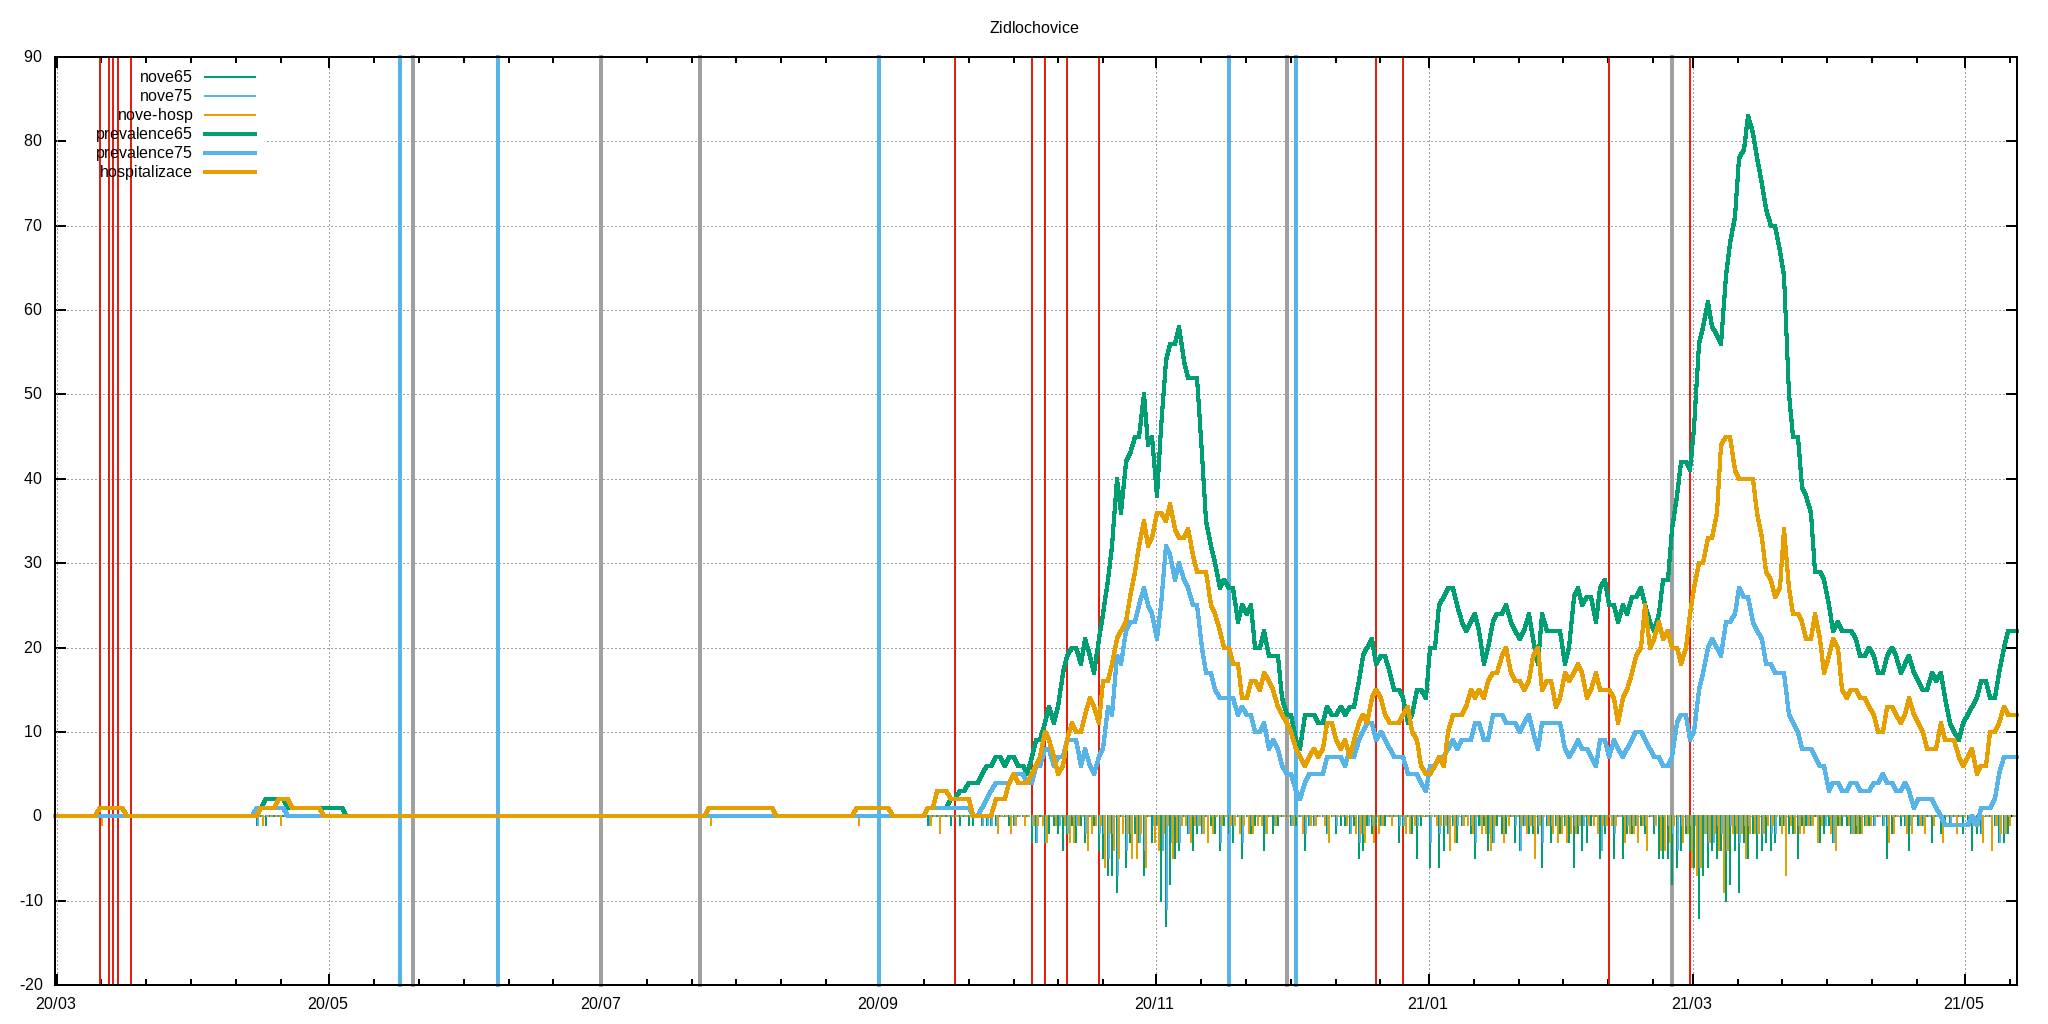 Zidlochovice
90
80
70
60
50
40
30
20
10
0
-10
-20
nove65
nove75
nove-hosp
prevalence65
prevalence75
hospitalizace
20/03 20/05 20/07 20/09 20/11 21/01 21/03 21/05